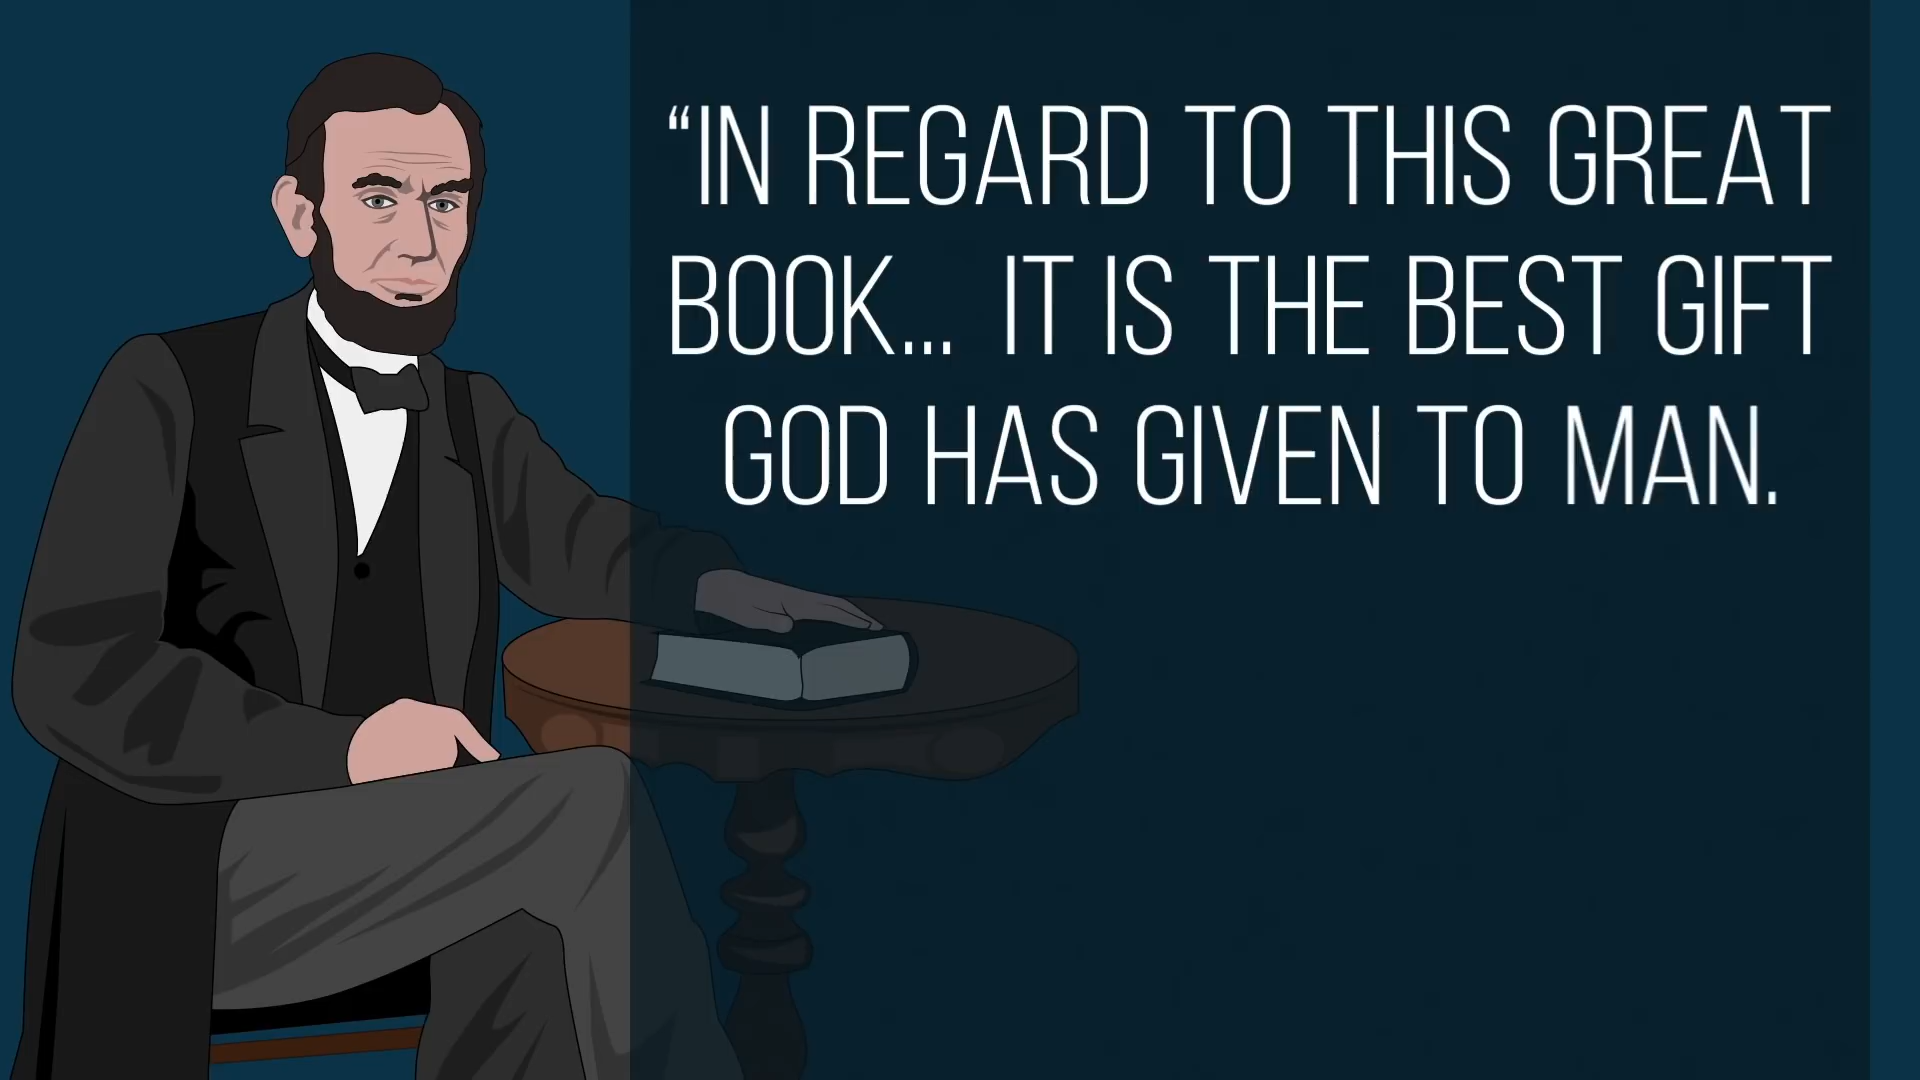 “IN REGARD TO THIS GREAT
BOOK... IT IS THE BEST GIFT
GOD HAS GIVEN TO MAN.